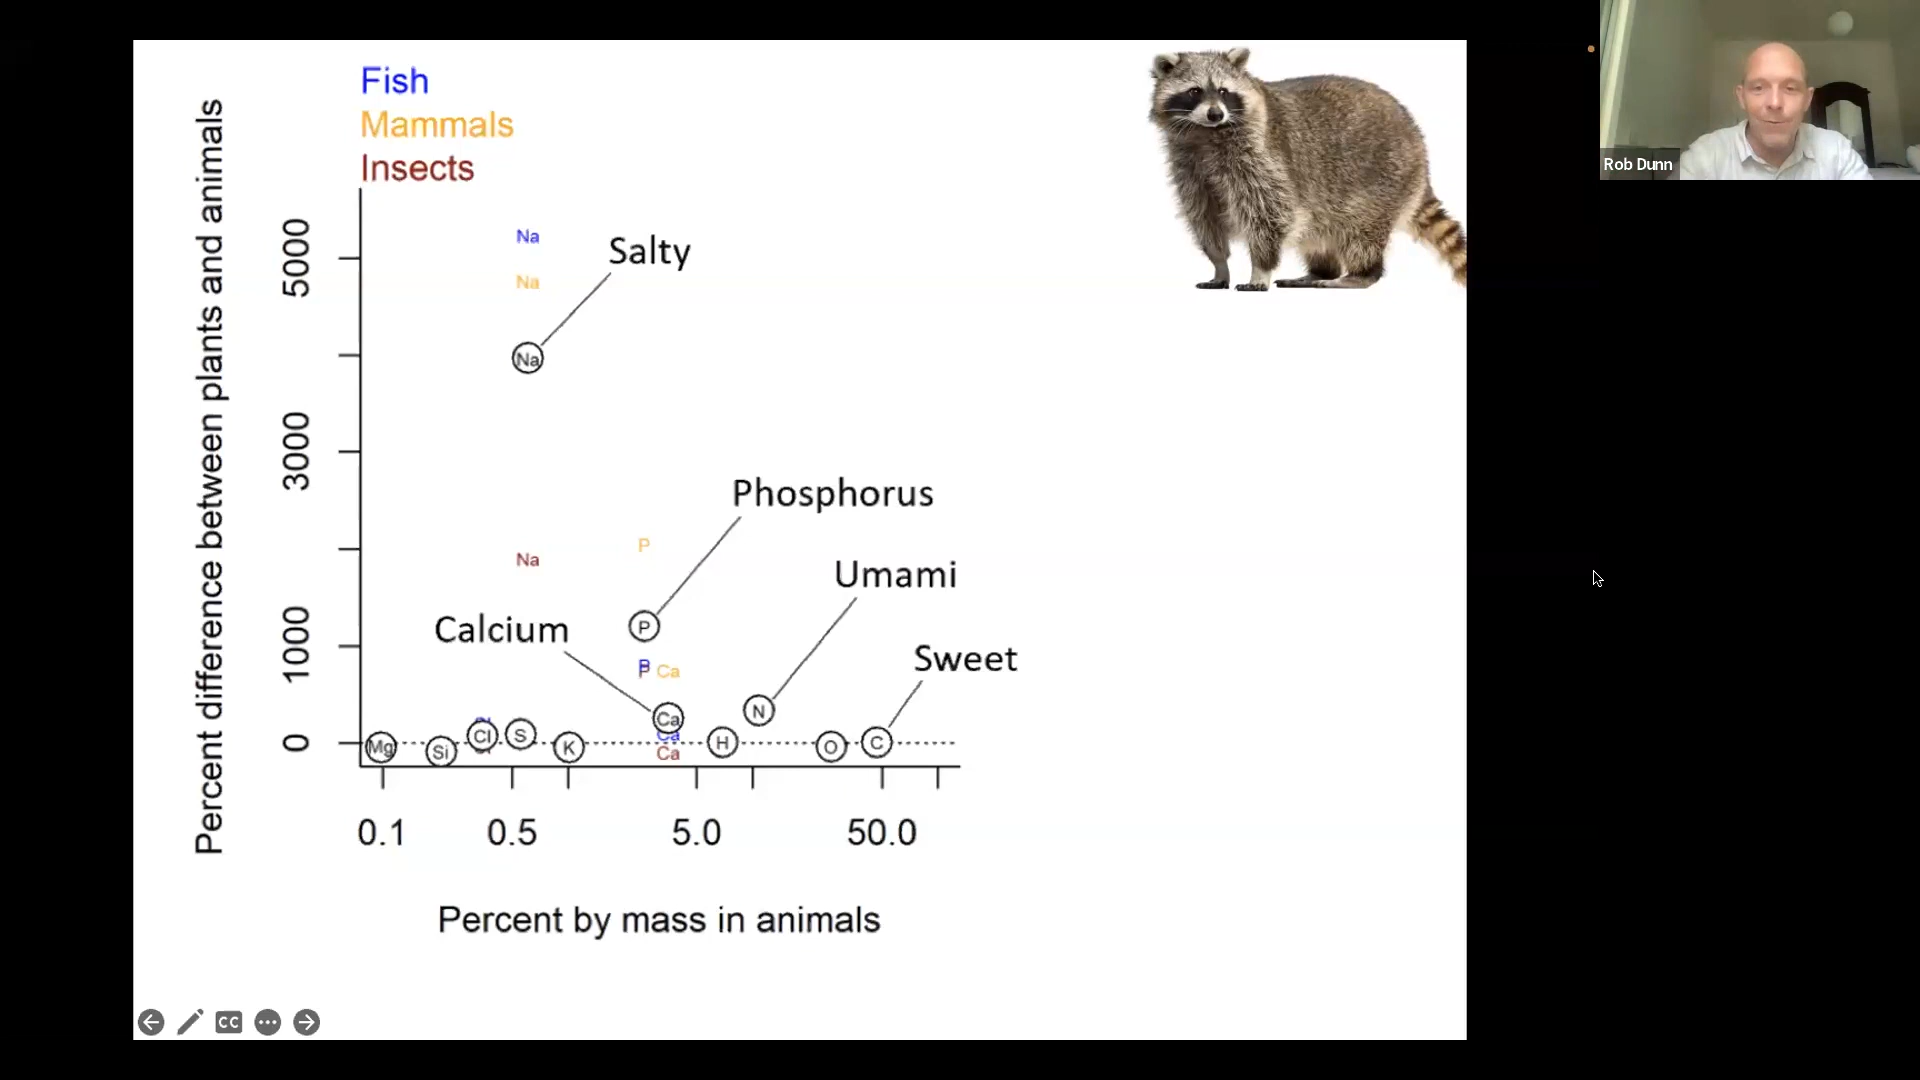 Fish
Mammals
Insects
Percent difference between plants and animals
5000
3000
1000
0
Na
Na
Na
Salty
Na
Phosphorus
P
P
P
P
Umami
N
Calcium
Ca
Ca
Ca
Ca
Sweet
Mg
Si
Cl
S
K
H
O
C
0.1
0.5
5.0
50.0
Percent by mass in animals
CC
Rob Dunn